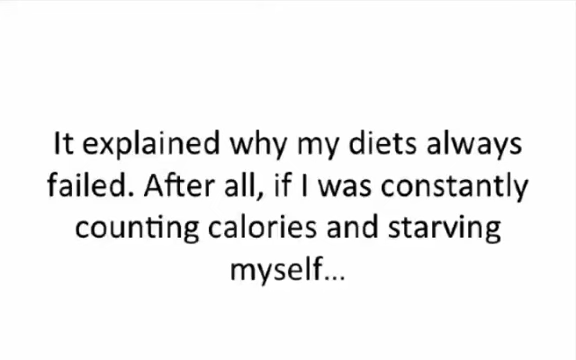 It explained why my diets always
failed. After all, if I was constantly
counting calories and starving
myself...